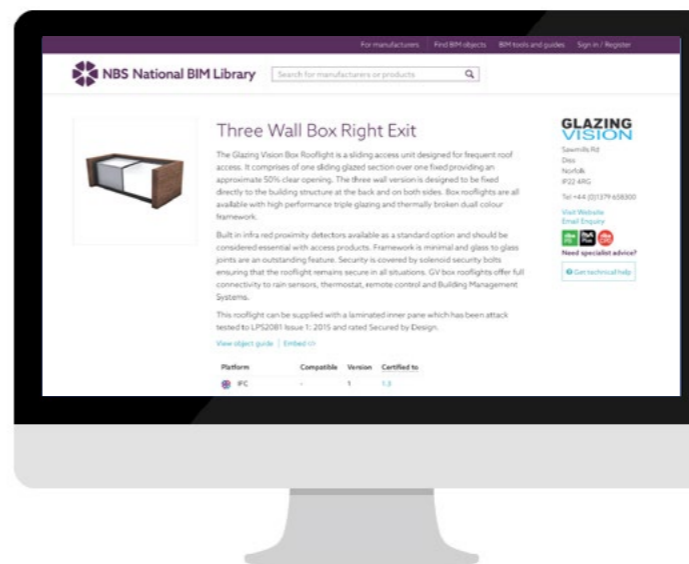 For manufacturers Find BIM objects BIM tools and guides Sign in / Register
NBS National BIM Library
Search for manufacturers or products
Three Wall Box Right Exit
The Glazing Vision Box Rooflight is a sliding access unit designed for frequent roof
access. It comprises of one sliding glazed section over one fixed providing an
approximate 50% clear opening. The three wall version is designed to be fixed
directly to the building structure at the back and on both sides. Box rooflights are all
available with high performance triple glazing and thermally broken dual colour
framework.
Built in infra red proximity detectors available as a standard option and should be
considered essential with access products. Framework is minimal and glass to glass
joints are an outstanding feature. Security is covered by solenoid security bolts
ensuring that the rooflight remains secure in all situations. GV box rooflights offer full
connectivity to rain sensors, thermostat, remote control and Building Management
Systems.
This rooflight can be supplied with a laminated inner pane which has been attack
tested to LPS2081 Issue 1: 2015 and rated Secured by Design.
View object guide Embed </>
Platform Compatible Version Certified to
IFC - 1 1.3
GLAZING
VISION
Sawmills Rd
Diss
Norfolk
IP22 4RG
Tel +44 (0)1379 658300
Visit Website
Email Enquiry
Need specialist advice?
Get technical help